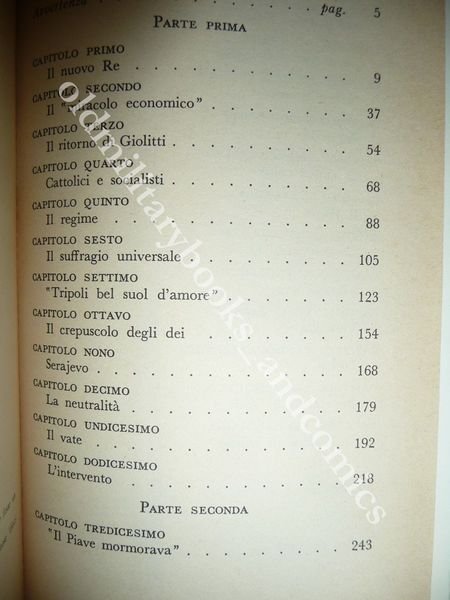 Avvertenza . . . . . . . . pag. 5
PARTE PRIMA
CAPITOLO PRIMO
Il nuovo Re . . . . . . . . 9
CAPITOLO SECONDO
Il "miracolo economico" . . . . . . 37
CAPITOLO TERZO
Il ritorno di Giolitti . . . . . . . 54
CAPITOLO QUARTO
Cattolici e socialisti . . . . . . . 68
CAPITOLO QUINTO
Il regime . . . . . . . . . 88
CAPITOLO SESTO
Il suffragio universale . . . . . . 105
CAPITOLO SETTIMO
"Tripoli bel suol d'amore" . . . . . 123
CAPITOLO OTTAVO
Il crepuscolo degli dei . . . . . . 154
CAPITOLO NONO
Serajevo . . . . . . . . . 168
CAPITOLO DECIMO
La neutralità . . . . . . . . 179
CAPITOLO UNDICESIMO
Il vate . . . . . . . . . 192
CAPITOLO DODICESIMO
L'intervento . . . . . . . . 218
PARTE SECONDA
CAPITOLO TREDICESIMO
"Il Piave mormorava" . . . . . . 243
oldmilitarybooks_andcomics